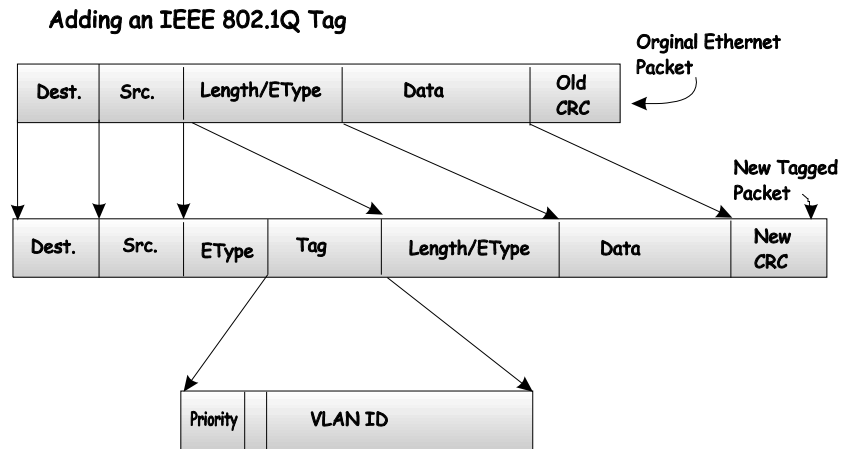 Adding an IEEE 802.1Q Tag
Orginal Ethernet
Packet
Dest. Src. Length/EType Data Old
CRC
New Tagged
Packet
Dest. Src. EType Tag Length/EType Data New
CRC
Priority VLAN ID